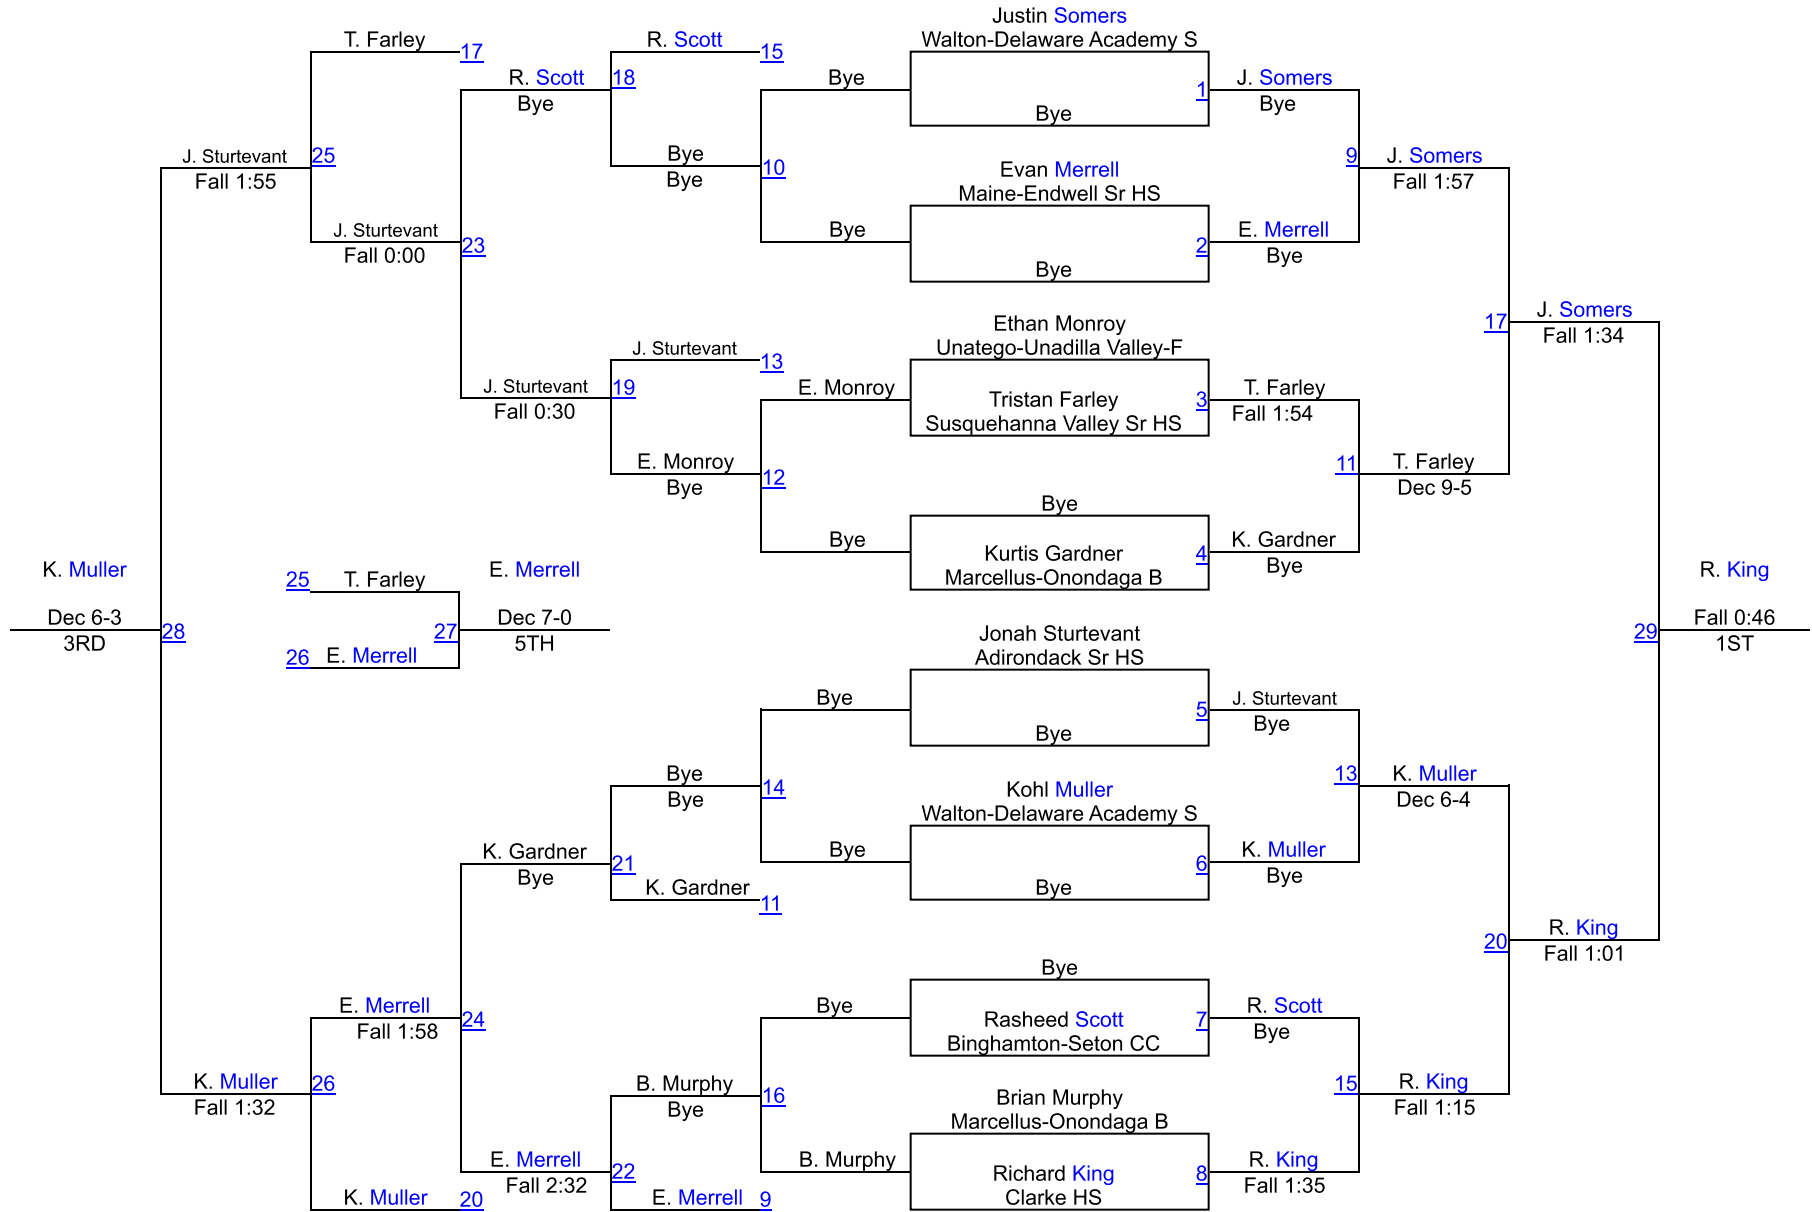 Justin Somers
Walton-Delaware Academy S
T. Farley
17
R. Scott
15
R. Scott
18
Bye
Bye
1
J. Somers
Bye
Bye
J. Sturtevant
25
Fall 1:55
Bye
10
Bye
Evan Merrell
Maine-Endwell Sr HS
9
J. Somers
Fall 1:57
J. Sturtevant
Fall 0:00
23
Bye
2
E. Merrell
Bye
Bye
Ethan Monroy
Unatego-Unadilla Valley-F
17
J. Somers
Fall 1:34
J. Sturtevant
13
J. Sturtevant
19
Fall 0:30
E. Monroy
Tristan Farley
Susquehanna Valley Sr HS
3
T. Farley
Fall 1:54
E. Monroy
12
Bye
11
T. Farley
Dec 9-5
Bye
Bye
Kurtis Gardner
Marcellus-Onondaga B
4
K. Gardner
Bye
K. Muller
Dec 6-3
28
3RD
25
T. Farley
E. Merrell
27
Dec 7-0
5TH
26
E. Merrell
R. King
29
Fall 0:46
1ST
Jonah Sturtevant
Adirondack Sr HS
Bye
5
J. Sturtevant
Bye
Bye
Bye
14
Bye
Kohl Muller
Walton-Delaware Academy S
13
K. Muller
Dec 6-4
K. Gardner
21
Bye
Bye
6
K. Muller
Bye
Bye
K. Gardner
11
20
R. King
Fall 1:01
Bye
E. Merrell
24
Fall 1:58
Bye
Rasheed Scott
Binghamton-Seton CC
7
R. Scott
Bye
K. Muller
26
Fall 1:32
B. Murphy
16
Bye
Brian Murphy
Marcellus-Onondaga B
15
R. King
Fall 1:15
E. Merrell
22
Fall 2:32
B. Murphy
Richard King
Clarke HS
8
R. King
Fall 1:35
K. Muller
20
E. Merrell
9